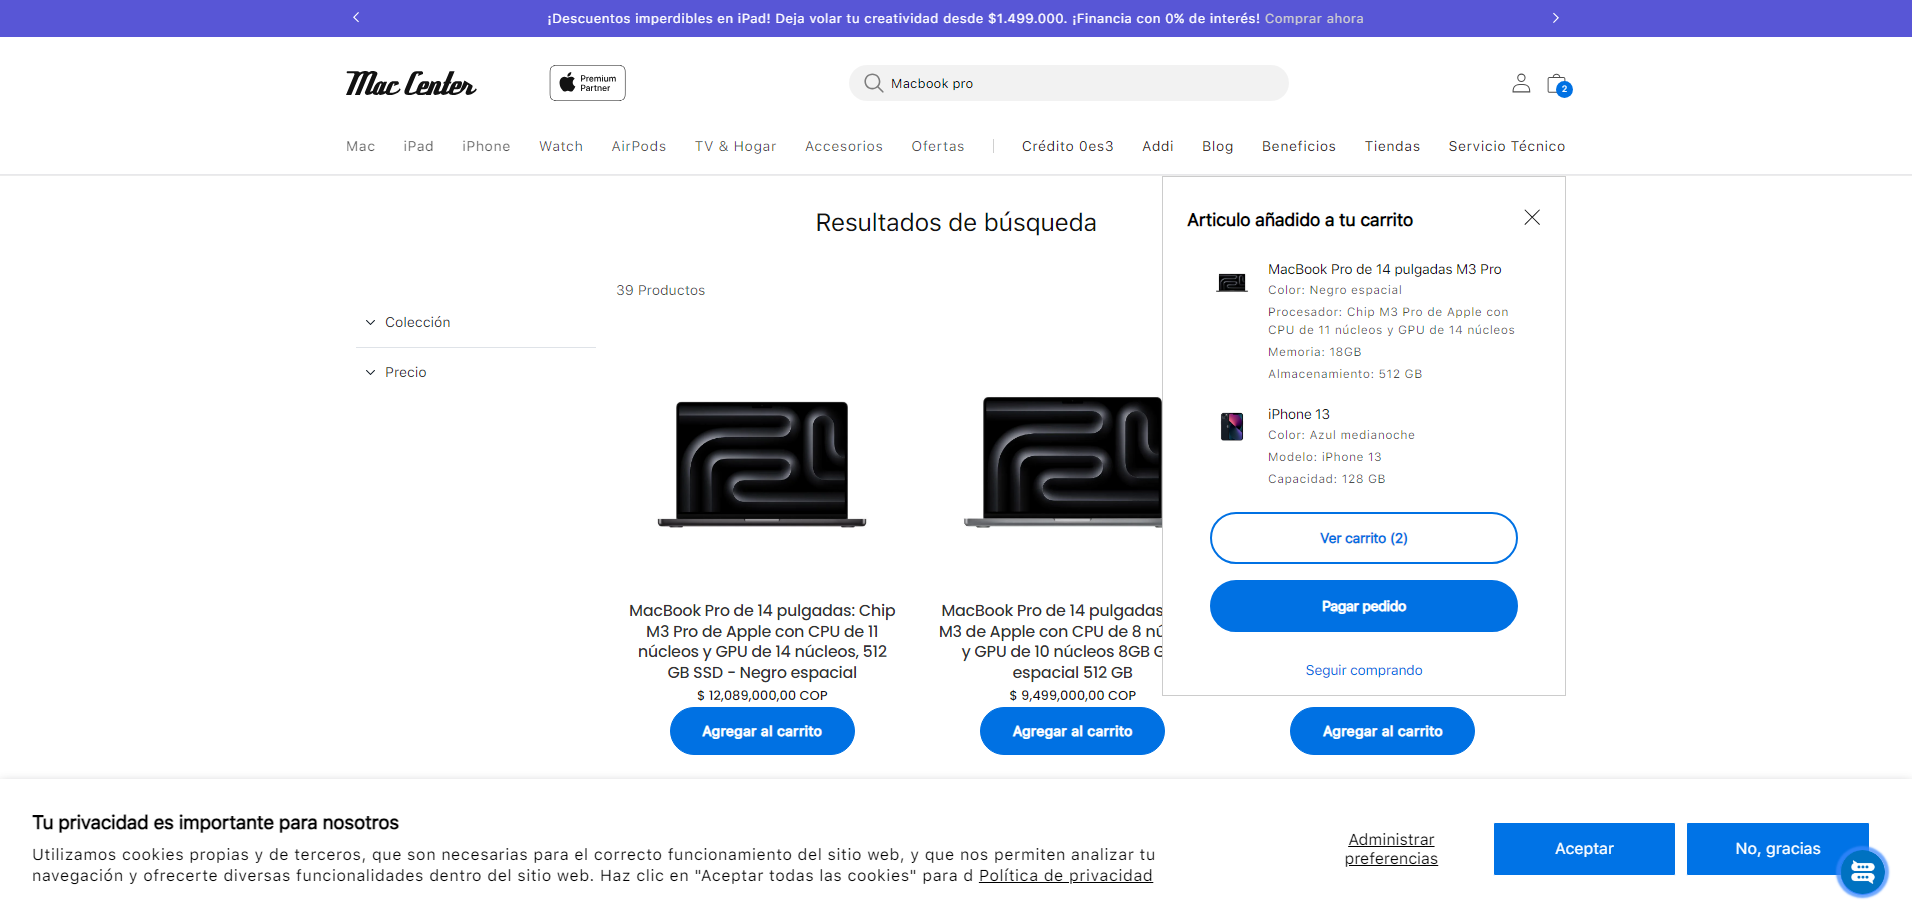 ¡Descuentos imperdibles en iPad! Deja volar tu creatividad desde $1.499.000. ¡Financia con 0% de interés! Comprar ahora
Mac Center
Premium
Partner
Macbook pro
2
Mac iPad iPhone Watch AirPods TV & Hogar Accesorios Ofertas Crédito 0es3 Addi Blog Beneficios Tiendas Servicio Técnico
Resultados de búsqueda
39 Productos
Colección
Precio
MacBook Pro de 14 pulgadas: Chip
M3 Pro de Apple con CPU de 11
núcleos y GPU de 14 núcleos, 512
GB SSD - Negro espacial
$ 12,089,000,00 COP
Agregar al carrito
MacBook Pro de 14 pulgadas
M3 de Apple con CPU de 8 nú
y GPU de 10 núcleos 8GB G
espacial 512 GB
$ 9,499,000,00 COP
Agregar al carrito
Agregar al carrito
Articulo añadido a tu carrito
MacBook Pro de 14 pulgadas M3 Pro
Color: Negro espacial
Procesador: Chip M3 Pro de Apple con
CPU de 11 núcleos y GPU de 14 núcleos
Memoria: 18GB
Almacenamiento: 512 GB
iPhone 13
Color: Azul medianoche
Modelo: iPhone 13
Capacidad: 128 GB
Ver carrito (2)
Pagar pedido
Seguir comprando
Tu privacidad es importante para nosotros
Utilizamos cookies propias y de terceros, que son necesarias para el correcto funcionamiento del sitio web, y que nos permiten analizar tu
navegación y ofrecerte diversas funcionalidades dentro del sitio web. Haz clic en "Aceptar todas las cookies" para d Política de privacidad
Administrar
preferencias
Aceptar
No, gracias